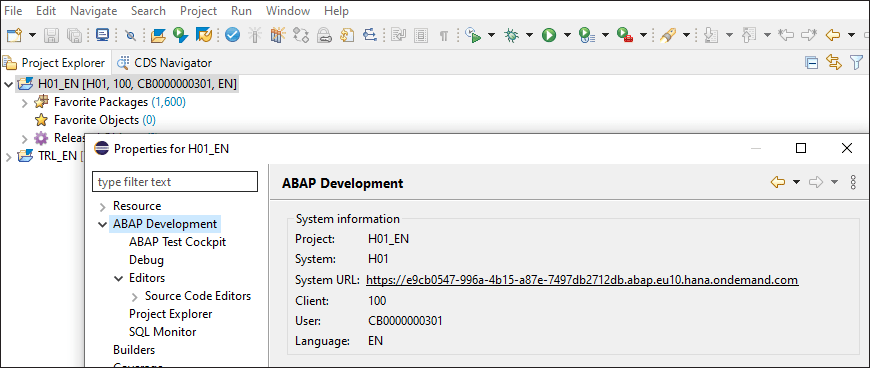 File Edit Navigate Search Project Run Window Help
Project Explorer CDS Navigator
H01_EN [H01, 100, CB0000000301, EN]
Favorite Packages (1,600)
Favorite Objects (0)
TRL_EN [
Properties for H01_EN
type filter text
Resource
ABAP Development
ABAP Test Cockpit
Debug
Editors
Source Code Editors
Project Explorer
SQL Monitor
Builders
ABAP Development
System information
Project: H01_EN
System: H01
System URL: https://e9cb0547-996a-4b15-a87e-7497db2712db.abap.eu10.hana.ondemand.com
Client: 100
User: CB0000000301
Language: EN